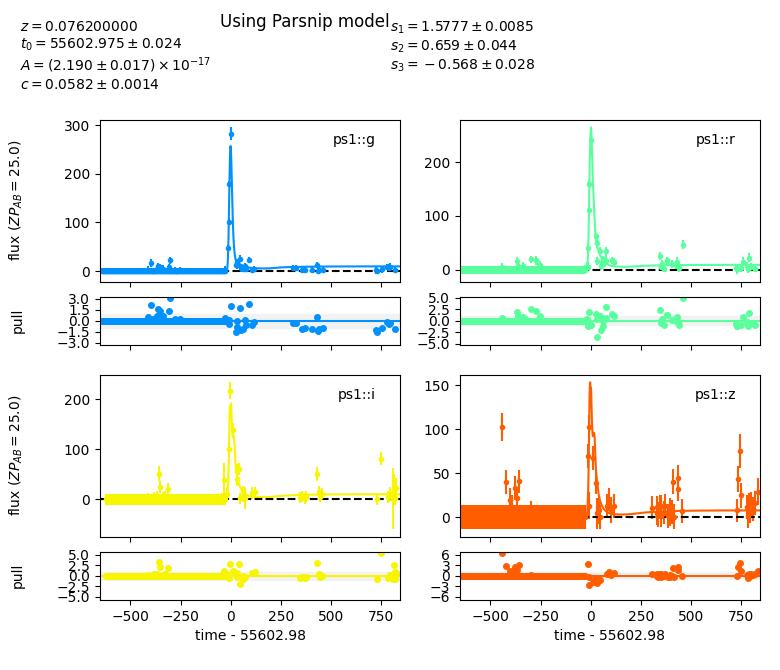 Using Parsnip model
z = 0.076200000
t₀ = 55602.975 ± 0.024
A = (2.190 ± 0.017) × 10⁻¹⁷
c = 0.0582 ± 0.0014
s₁ = 1.5777 ± 0.0085
s₂ = 0.659 ± 0.044
s₃ = −0.568 ± 0.028
flux (ZP_AB = 25.0)
300
200
100
0
ps1::g
200
100
0
ps1::r
pull
3.0
1.5
0.0
−1.5
−3.0
5.0
2.5
0.0
−2.5
−5.0
flux (ZP_AB = 25.0)
200
100
0
ps1::i
150
100
50
0
ps1::z
pull
5.0
2.5
0.0
−2.5
−5.0
6
3
0
−3
−6
−500 −250 0 250 500 750
time - 55602.98
−500 −250 0 250 500 750
time - 55602.98